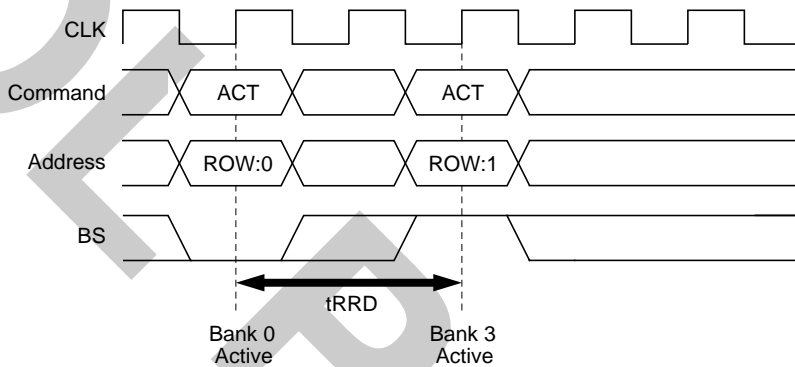 CLK
Command
ACT
ACT
Address
ROW:0
ROW:1
BS
tRRD
Bank 0
Active
Bank 3
Active